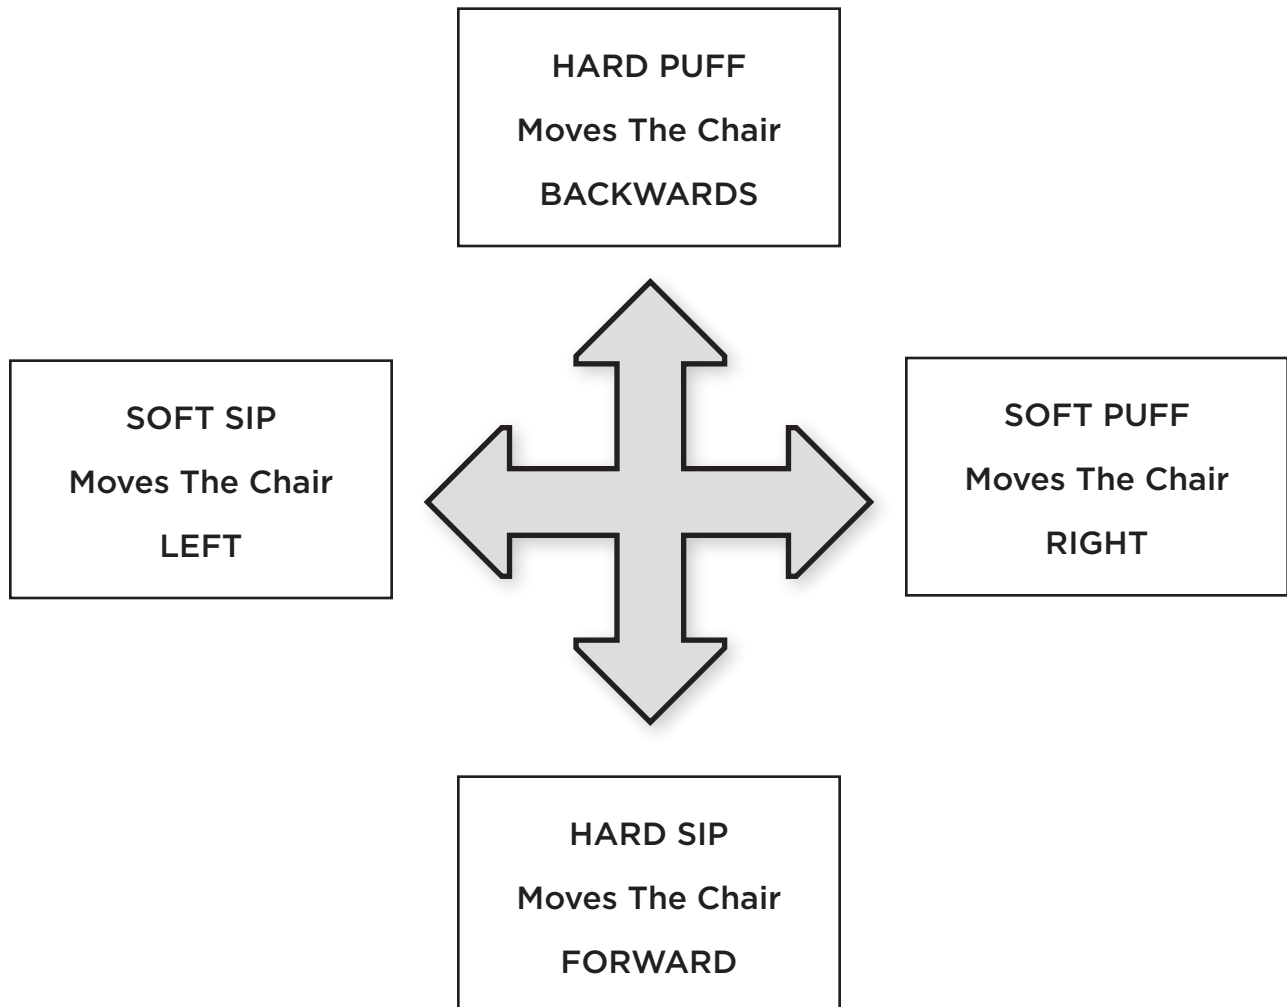 HARD PUFF
Moves The Chair
BACKWARDS
SOFT SIP
Moves The Chair
LEFT
SOFT PUFF
Moves The Chair
RIGHT
HARD SIP
Moves The Chair
FORWARD